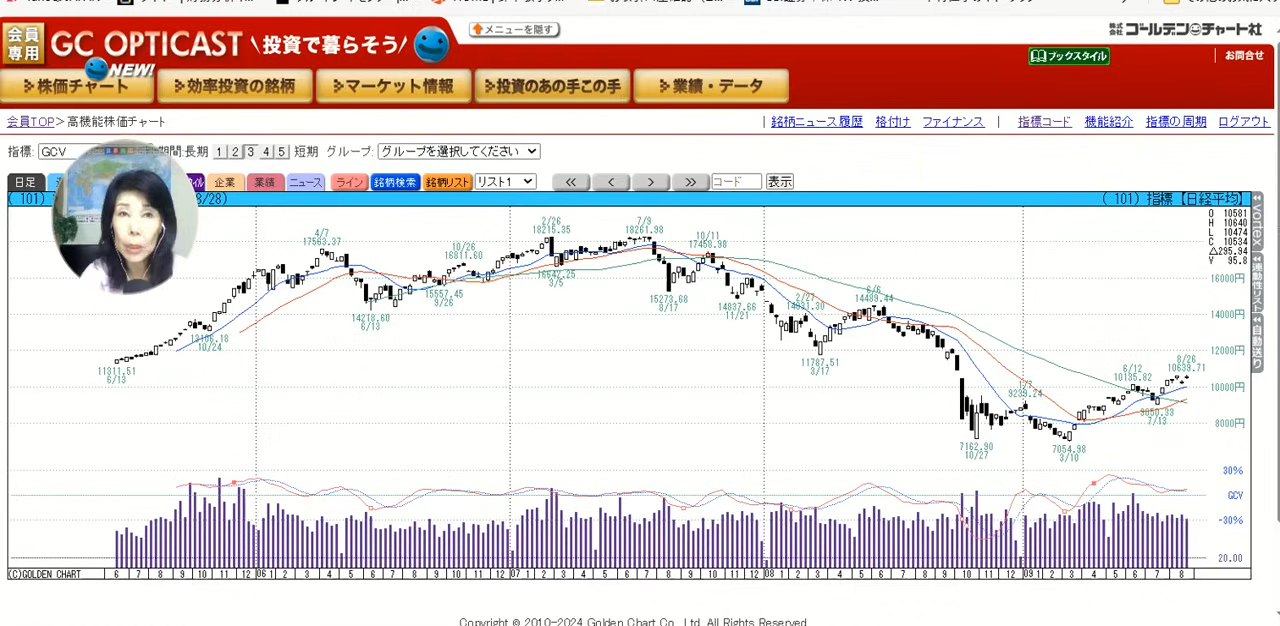 会員専用
GC OPTICAST \投資で暮らそう/
NEW!
メニューを隠す
株式会社 ゴールデンチャート社
ブックスタイル
お問合せ
株価チャート
効率投資の銘柄
マーケット情報
投資のあの手この手
業績・データ
会員TOP>高機能株価チャート
銘柄ニュース履歴 格付け ファイナンス | 指標コード 機能紹介 指標の周期 ログアウト
指標: GCV 期間:長期 1 2 3 4 5 短期 グループ: グループを選択してください
日足
企業 業績 ニュース ライン 銘柄検索 銘柄リスト リスト1 << < > >> コード 表示
( 101)
8/28)
( 101) 指標【日経平均】
O 10581
H 10640
L 10474
C 10534
△295.94
V 95.8
4/7
17563.37
10/26
16811.60
2/26
18215.35
7/9
18261.98
10/11
17458.98
16642.25
3/5
15557.45
9/26
14218.60
6/13
15273.68
8/17
14837.66
11/21
2/27
14031.30
6/6
14489.44
13106.18
10/24
11311.51
6/13
11787.51
3/17
1/7
9239.24
6/12
10135.82
8/26
10639.71
9050.33
7/13
7162.90
10/27
7054.98
3/10
16000円
14000円
12000円
10000円
8000円
30%
GCV
-30%
20.00
vortex
連動性リスト
自動送り
(C)GOLDEN CHART 6 7 8 9 10 11 12 06 1 2 3 4 5 6 7 8 9 10 11 12 07 1 2 3 4 5 6 7 8 9 10 11 12 08 1 2 3 4 5 6 7 8 9 10 11 12 09 1 2 3 4 5 6 7 8
Copyright © 2010-2024 Golden Chart Co., Ltd. All Rights Reserved.